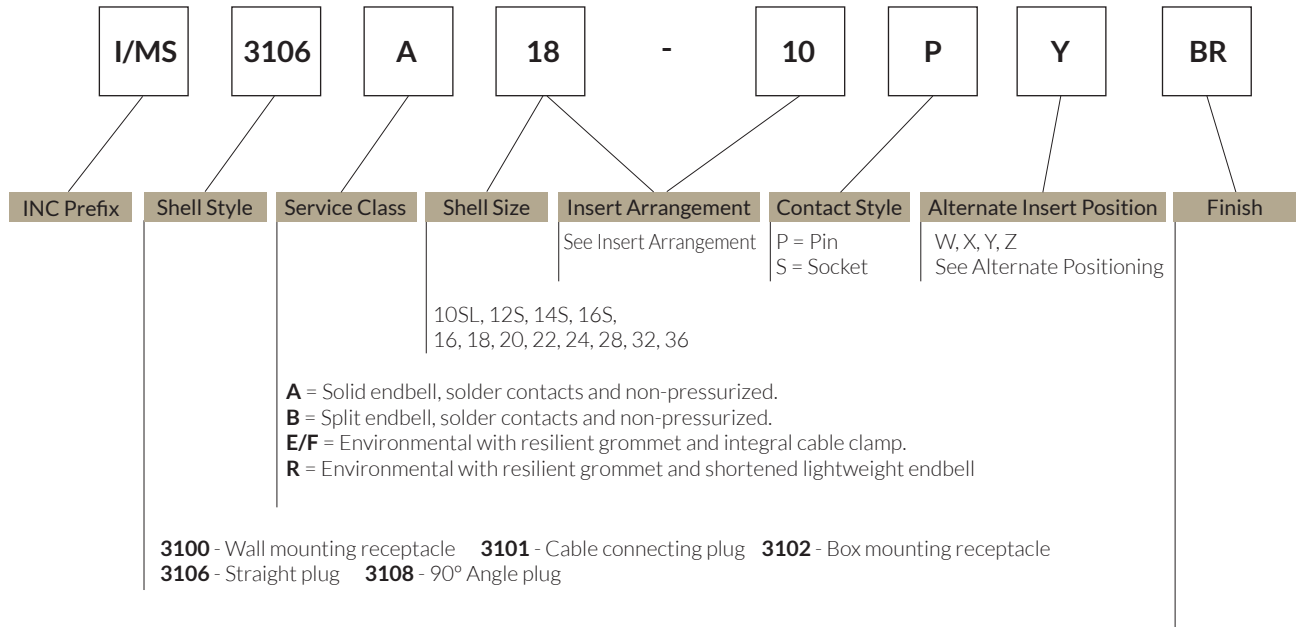 I/MS 3106 A 18 - 10 P Y BR
INC Prefix Shell Style Service Class Shell Size Insert Arrangement Contact Style Alternate Insert Position Finish
See Insert Arrangement
P = Pin
S = Socket
W, X, Y, Z
See Alternate Positioning
10SL, 12S, 14S, 16S,
16, 18, 20, 22, 24, 28, 32, 36
A = Solid endbell, solder contacts and non-pressurized.
B = Split endbell, solder contacts and non-pressurized.
E/F = Environmental with resilient grommet and integral cable clamp.
R = Environmental with resilient grommet and shortened lightweight endbell
3100 - Wall mounting receptacle 3101 - Cable connecting plug 3102 - Box mounting receptacle
3106 - Straight plug 3108 - 90° Angle plug